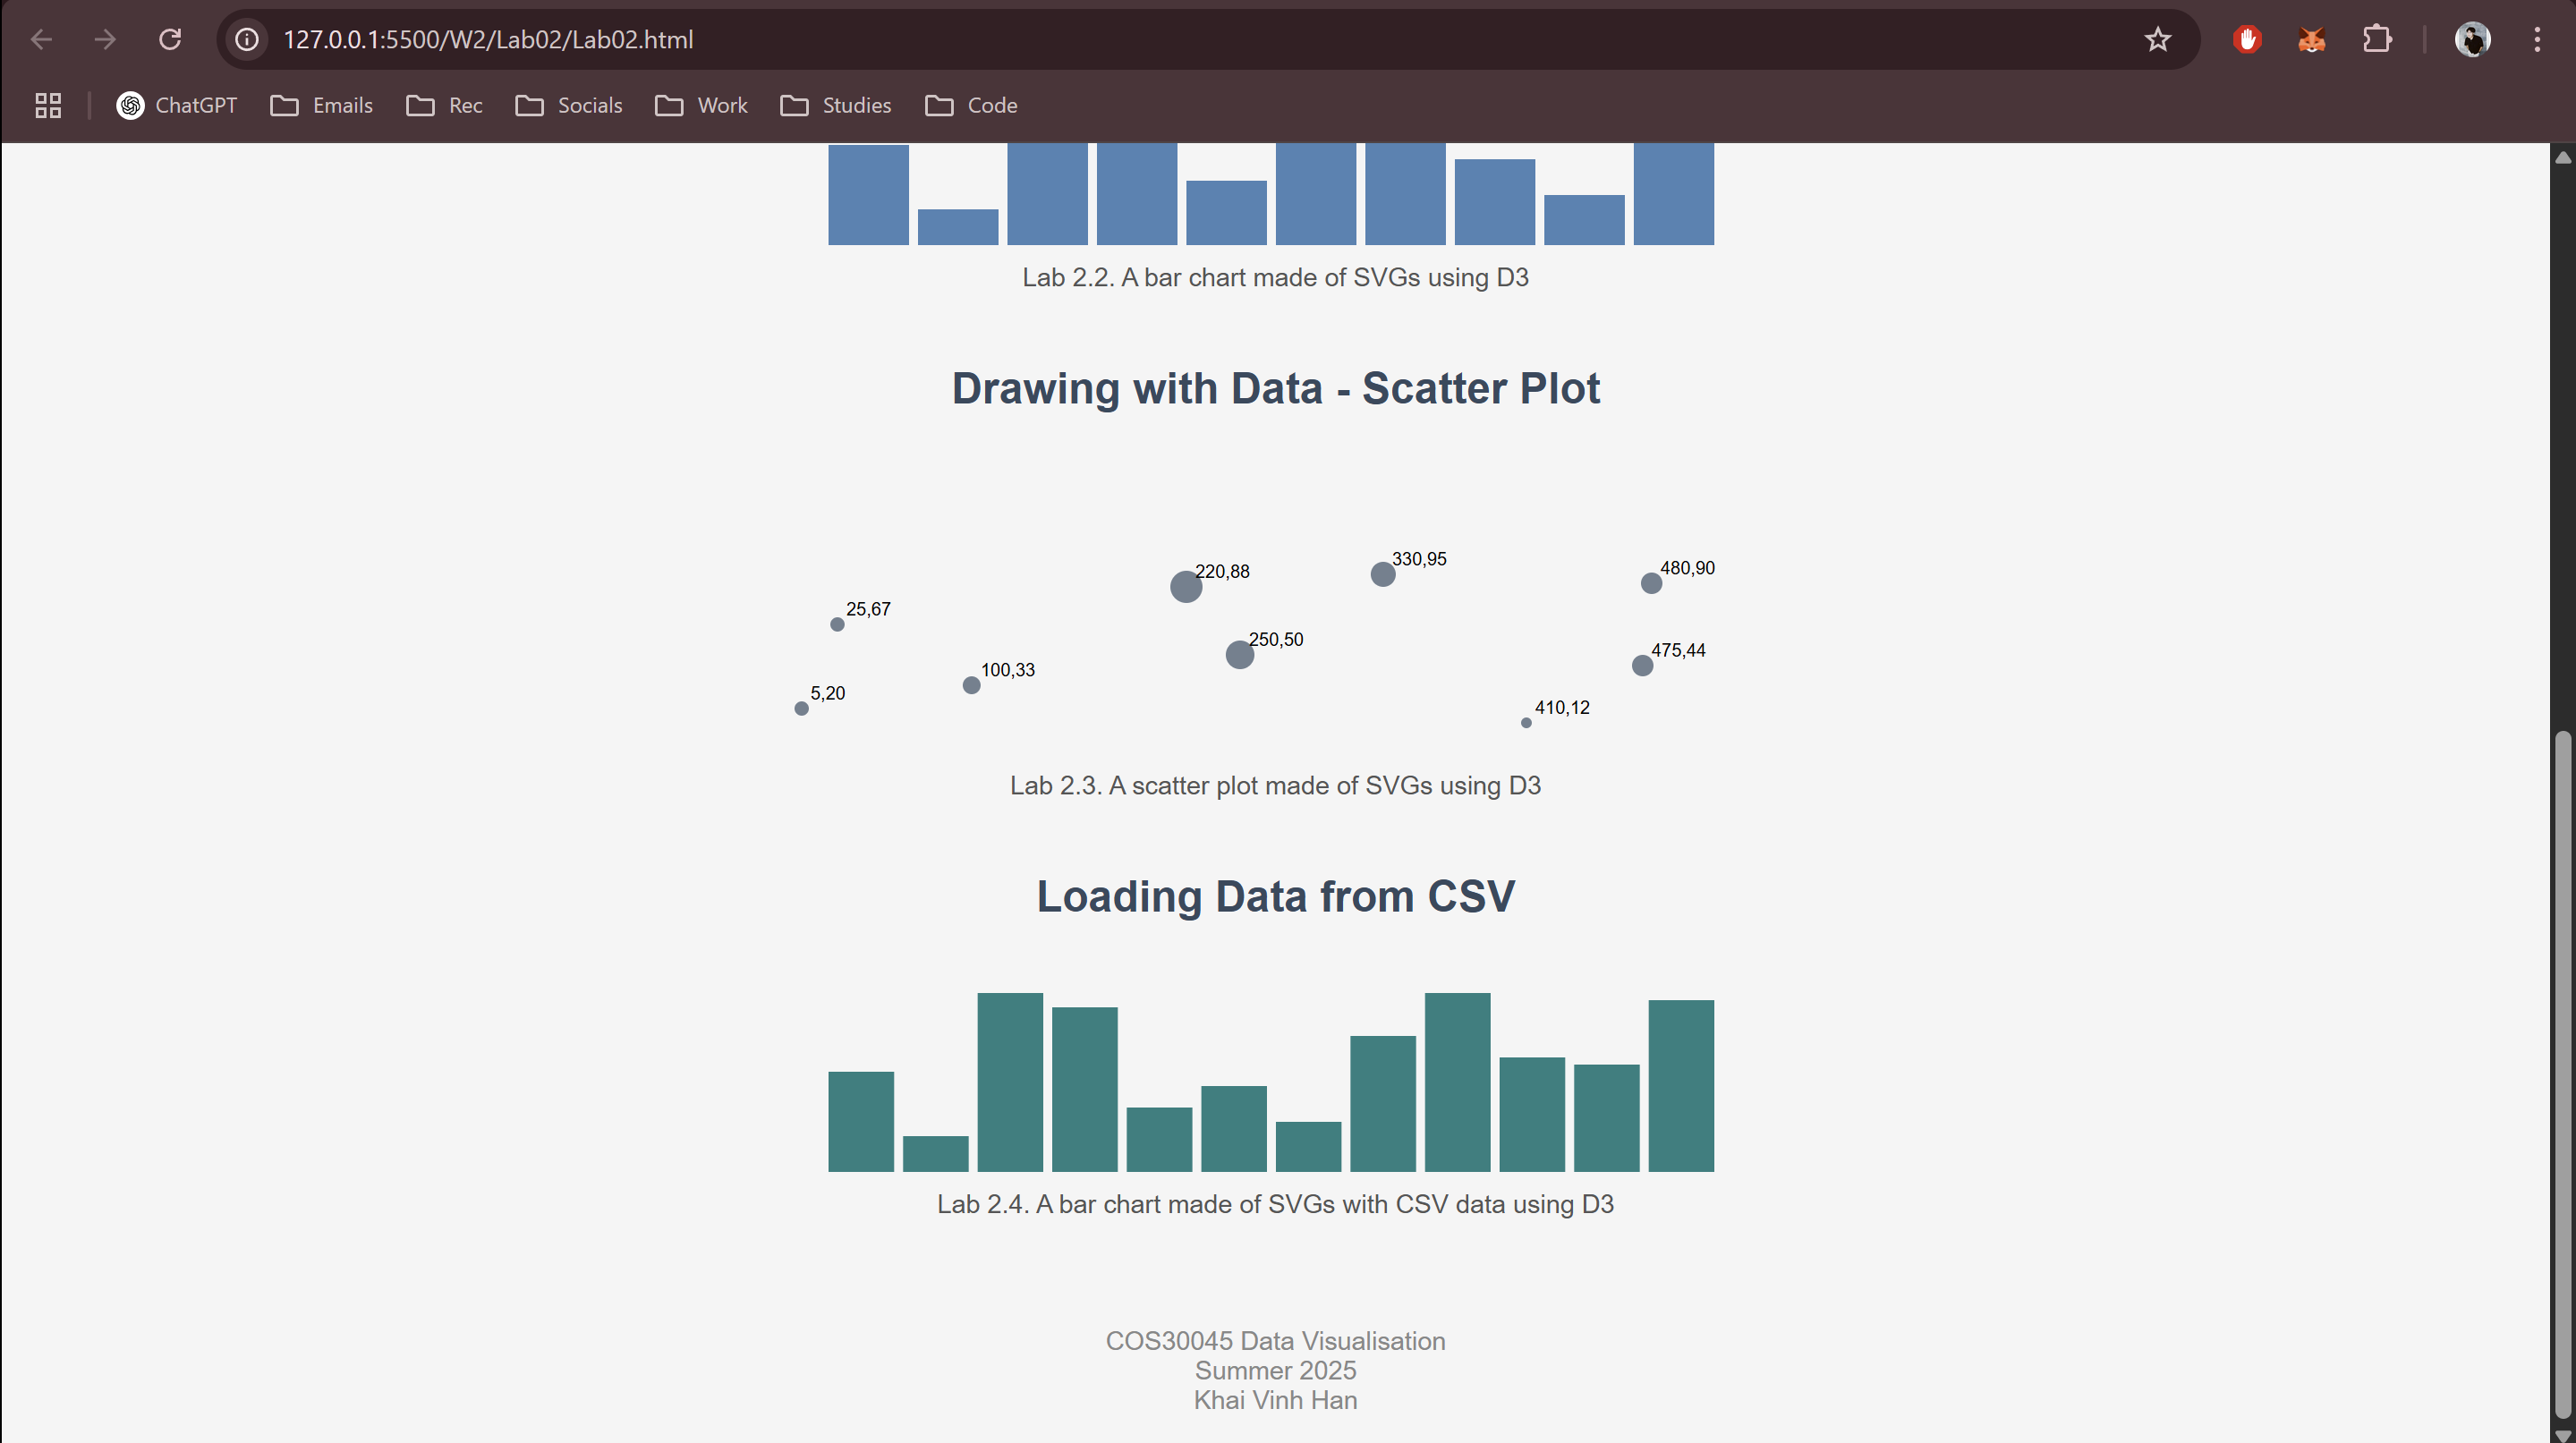 127.0.0.1:5500/W2/Lab02/Lab02.html
ChatGPT Emails Rec Socials Work Studies Code
Lab 2.2. A bar chart made of SVGs using D3
Drawing with Data - Scatter Plot
330,95
480,90
220,88
25,67
250,50
475,44
100,33
5,20
410,12
Lab 2.3. A scatter plot made of SVGs using D3
Loading Data from CSV
Lab 2.4. A bar chart made of SVGs with CSV data using D3
COS30045 Data Visualisation
Summer 2025
Khai Vinh Han